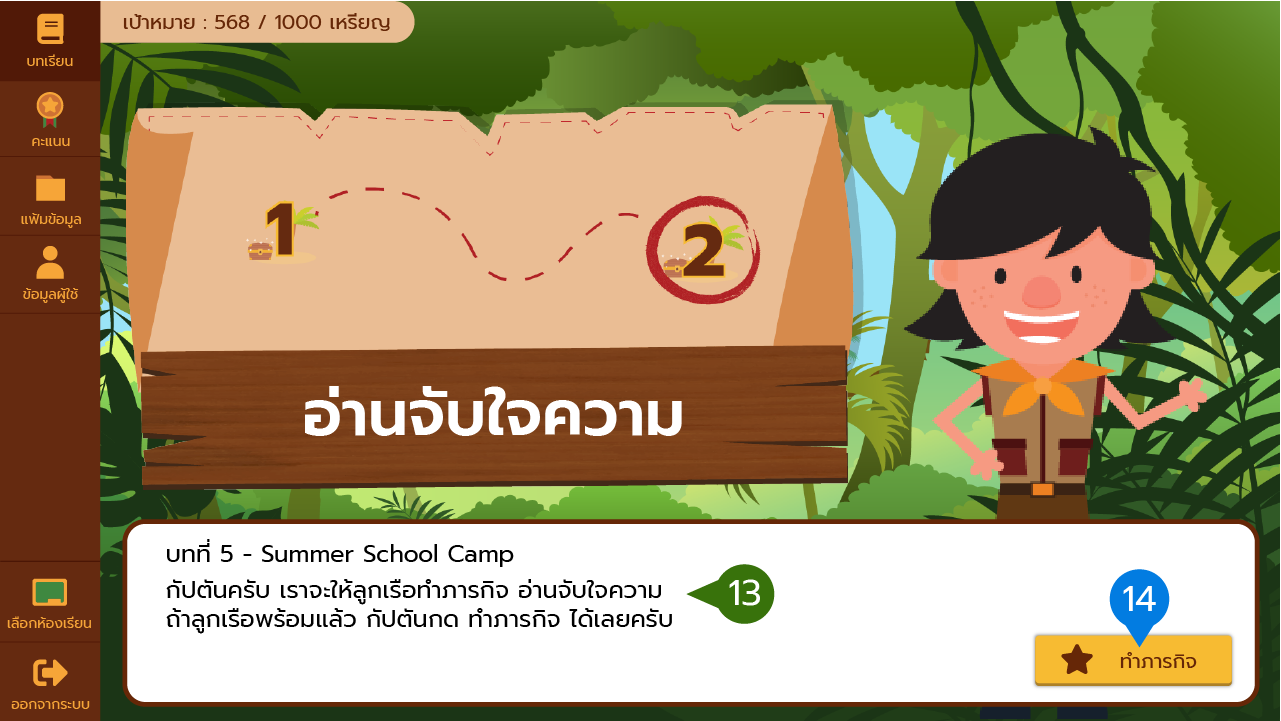 เป้าหมาย : 568 / 1000 เหรียญ
บทเรียน
คะแนน
แฟ้มข้อมูล
ข้อมูลผู้ใช้
เลือกห้องเรียน
ออกจากระบบ
1
2
อ่านจับใจความ
บทที่ 5 - Summer School Camp
กัปตันครับ เราจะให้ลูกเรือทำภารกิจ อ่านจับใจความ
ถ้าลูกเรือพร้อมแล้ว กัปตันกด ทำภารกิจ ได้เลยครับ
13
14
ทำภารกิจ